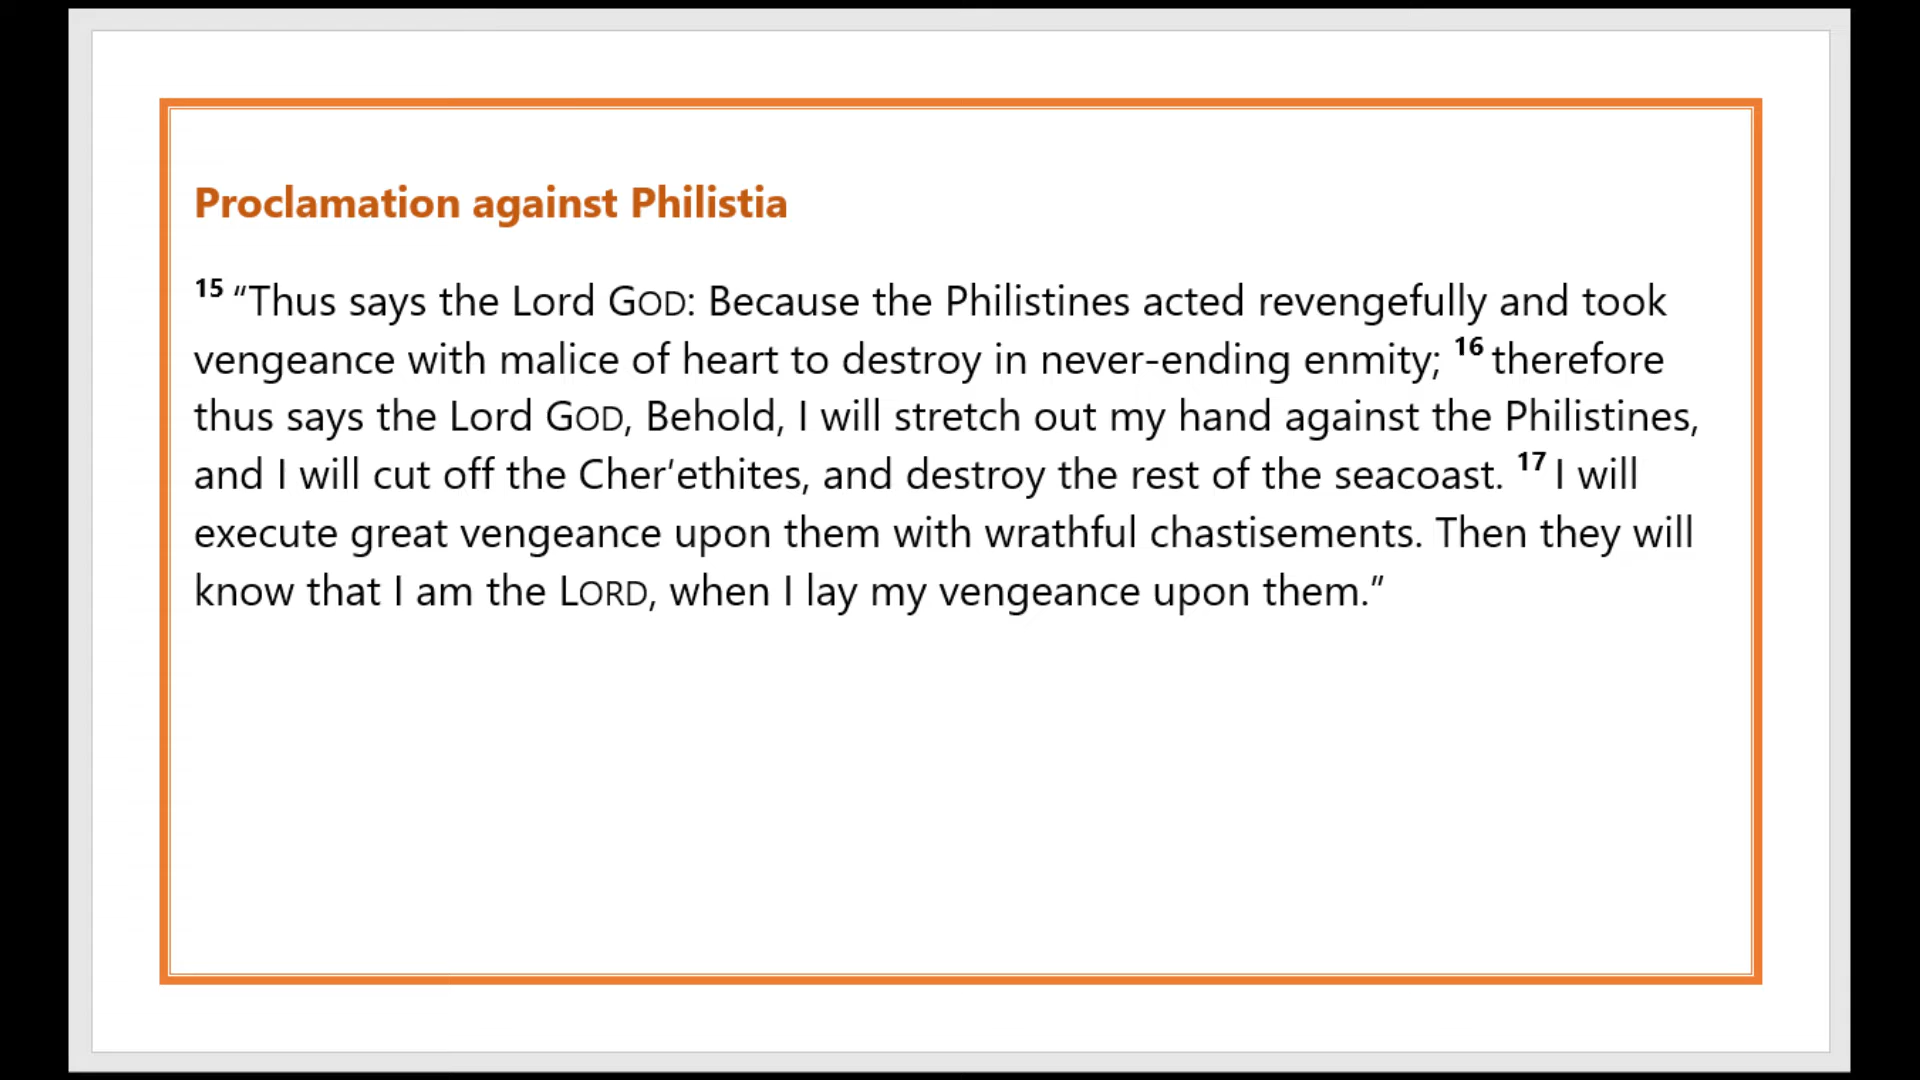 Proclamation against Philistia
15 “Thus says the Lord GOD: Because the Philistines acted revengefully and took
vengeance with malice of heart to destroy in never-ending enmity; 16 therefore
thus says the Lord GOD, Behold, I will stretch out my hand against the Philistines,
and I will cut off the Cher′ethites, and destroy the rest of the seacoast. 17 I will
execute great vengeance upon them with wrathful chastisements. Then they will
know that I am the LORD, when I lay my vengeance upon them.”